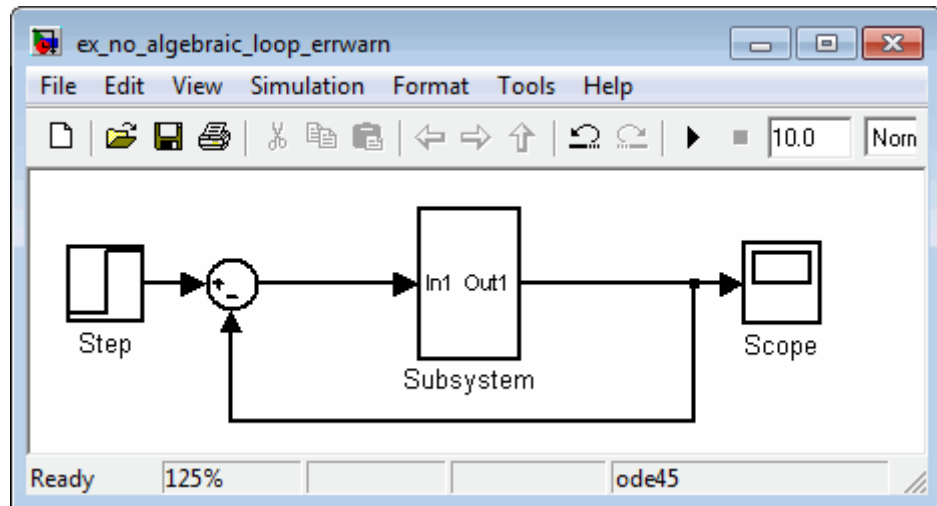 ex_no_algebraic_loop_errwarn
File Edit View Simulation Format Tools Help
10.0 Norn
In1 Out1
Step
Scope
Subsystem
Ready 125% ode45